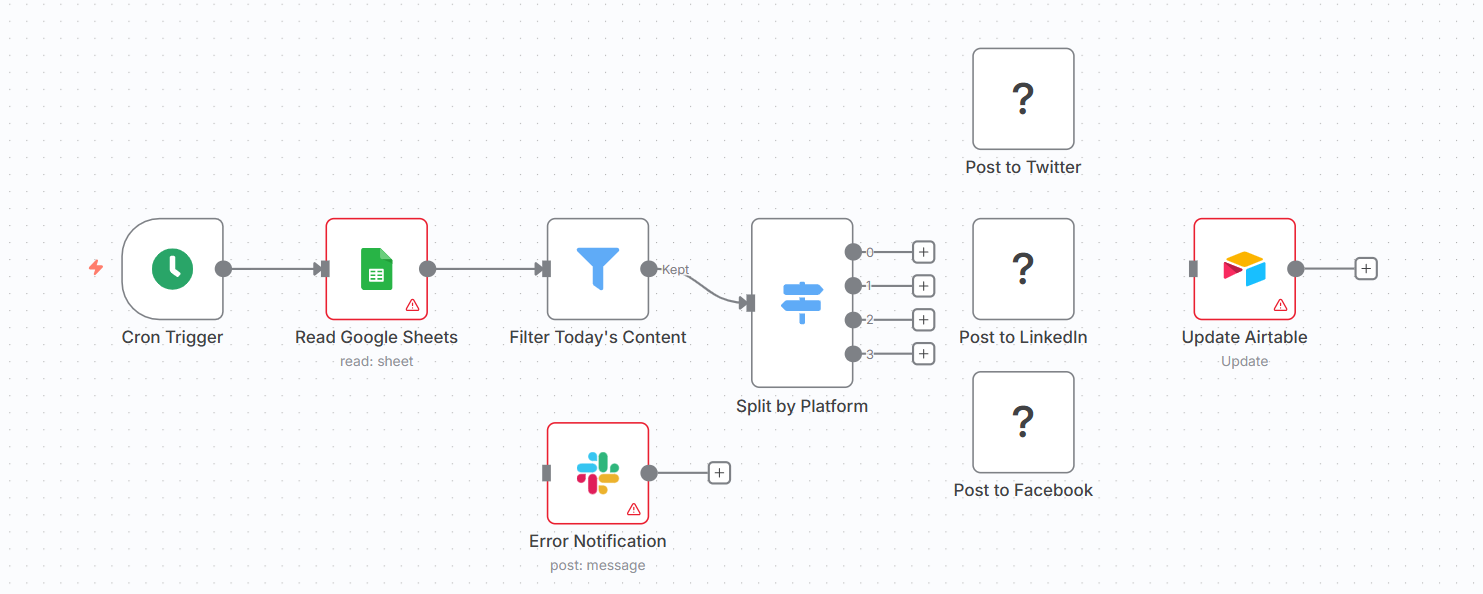 ?
Post to Twitter
Cron Trigger
Read Google Sheets
read: sheet
Filter Today's Content
Kept
0
1
2
3
Split by Platform
?
Post to LinkedIn
Update Airtable
Update
?
Post to Facebook
Error Notification
post: message